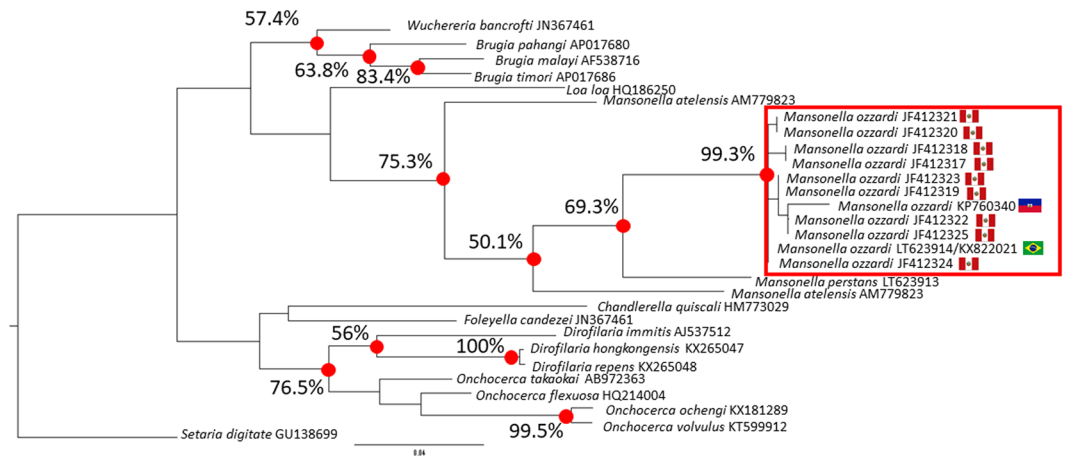 57.4%
Wuchereria bancrofti JN367461
Brugia pahangi AP017680
63.8%
Brugia malayi AF538716
83.4%
Brugia timori AP017686
Loa loa HQ186250
Mansonella atelensis AM779823
Mansonella ozzardi JF412321
Mansonella ozzardi JF412320
99.3%
Mansonella ozzardi JF412318
75.3%
Mansonella ozzardi JF412317
Mansonella ozzardi JF412323
Mansonella ozzardi JF412319
69.3%
Mansonella ozzardi KP760340
Mansonella ozzardi JF412322
Mansonella ozzardi JF412325
50.1%
Mansonella ozzardi LT623914/KX822021
Mansonella ozzardi JF412324
Mansonella perstans LT623913
Mansonella atelensis AM779823
Chandlerella quiscali HM773029
Foleyella candezei JN367461
56%
Dirofilaria immitis AJ537512
100%
Dirofilaria hongkongensis KX265047
Dirofilaria repens KX265048
76.5%
Onchocerca takaokai AB972363
Onchocerca flexuosa HQ214004
Onchocerca ochengi KX181289
Onchocerca volvulus KT599912
99.5%
Setaria digitate GU138699
0.04